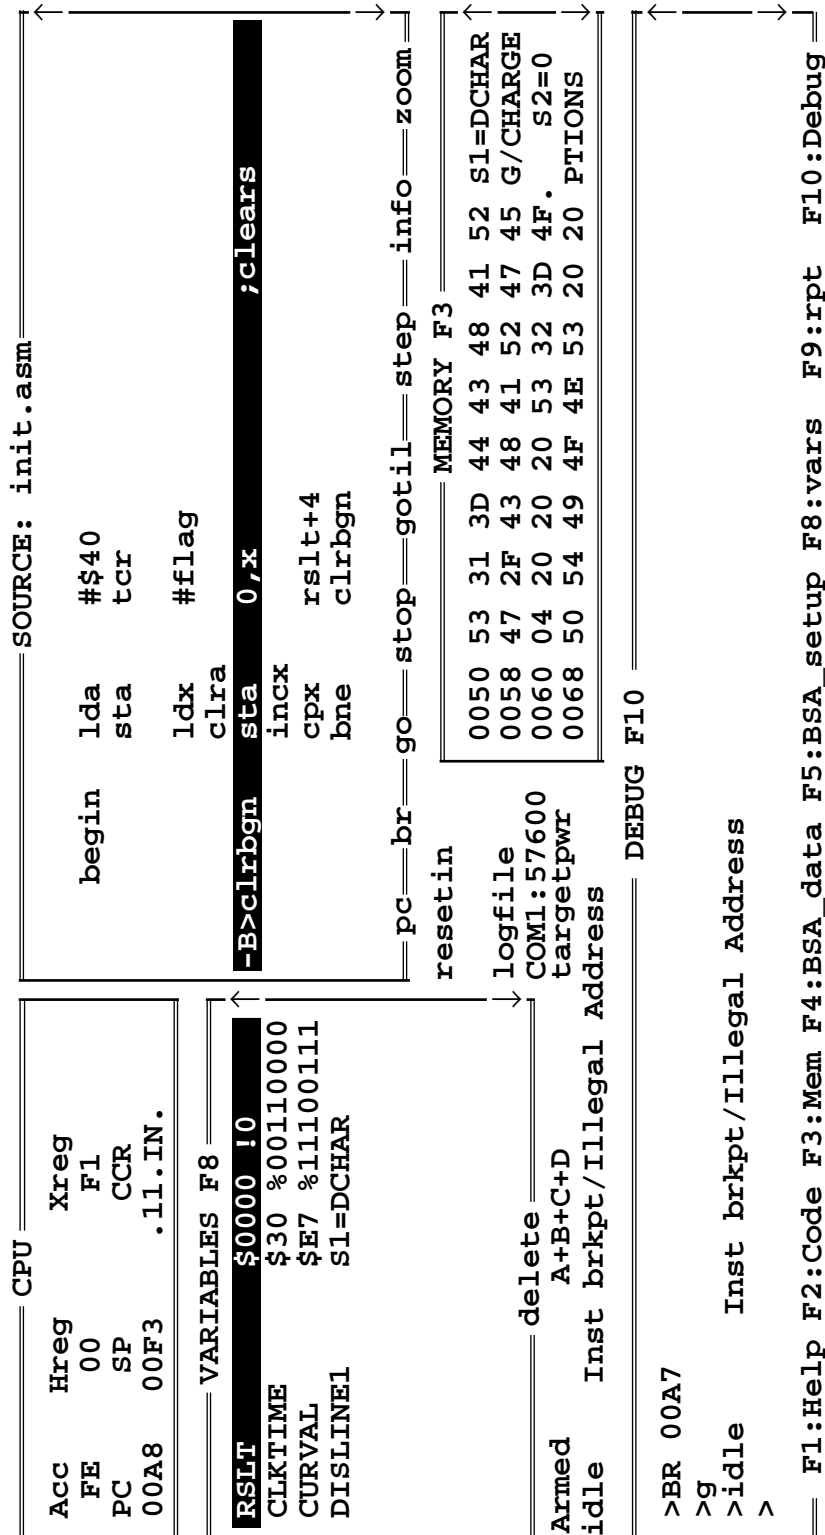 CPU
Acc Hreg Xreg
FE 00 F1
PC SP CCR
00A8 00F3 .11.IN.
VARIABLES F8
RSLT $0000 !0
CLKTIME $30 %00110000
CURVAL $E7 %11100111
DISLINE1 S1=DCHAR
delete
SOURCE: init.asm
begin lda #$40
sta tcr
ldx #flag
clra
-B>clrbgn sta 0,x ;clears
incx
cpx rslt+4
bne clrbgn
pc br go stop gotil step info zoom
resetin
logfile
COM1:57600
Armed A+B+C+D targetpwr
idle Inst brkpt/Illegal Address
MEMORY F3
0050 53 31 3D 44 43 48 41 52 S1=DCHAR
0058 47 2F 43 48 41 52 47 45 G/CHARGE
0060 04 20 20 20 53 32 3D 4F. S2=0
0068 50 54 49 4F 4E 53 20 20 PTIONS
DEBUG F10
>BR 00A7
>g
>idle Inst brkpt/Illegal Address
>
F1:Help F2:Code F3:Mem F4:BSA_data F5:BSA_setup F8:vars F9:rpt F10:Debug